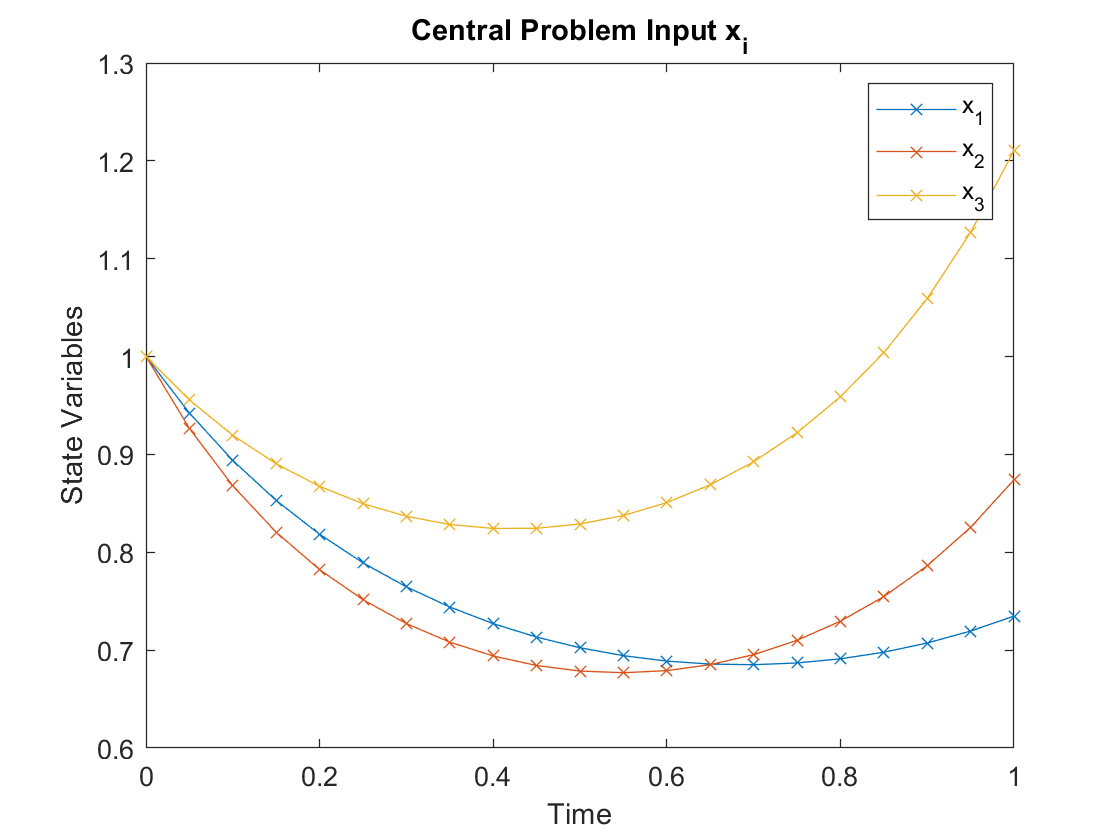 Central Problem Input x_i
1.3
1.2
1.1
1
0.9
0.8
0.7
0.6
State Variables
x_1
x_2
x_3
0 0.2 0.4 0.6 0.8 1
Time